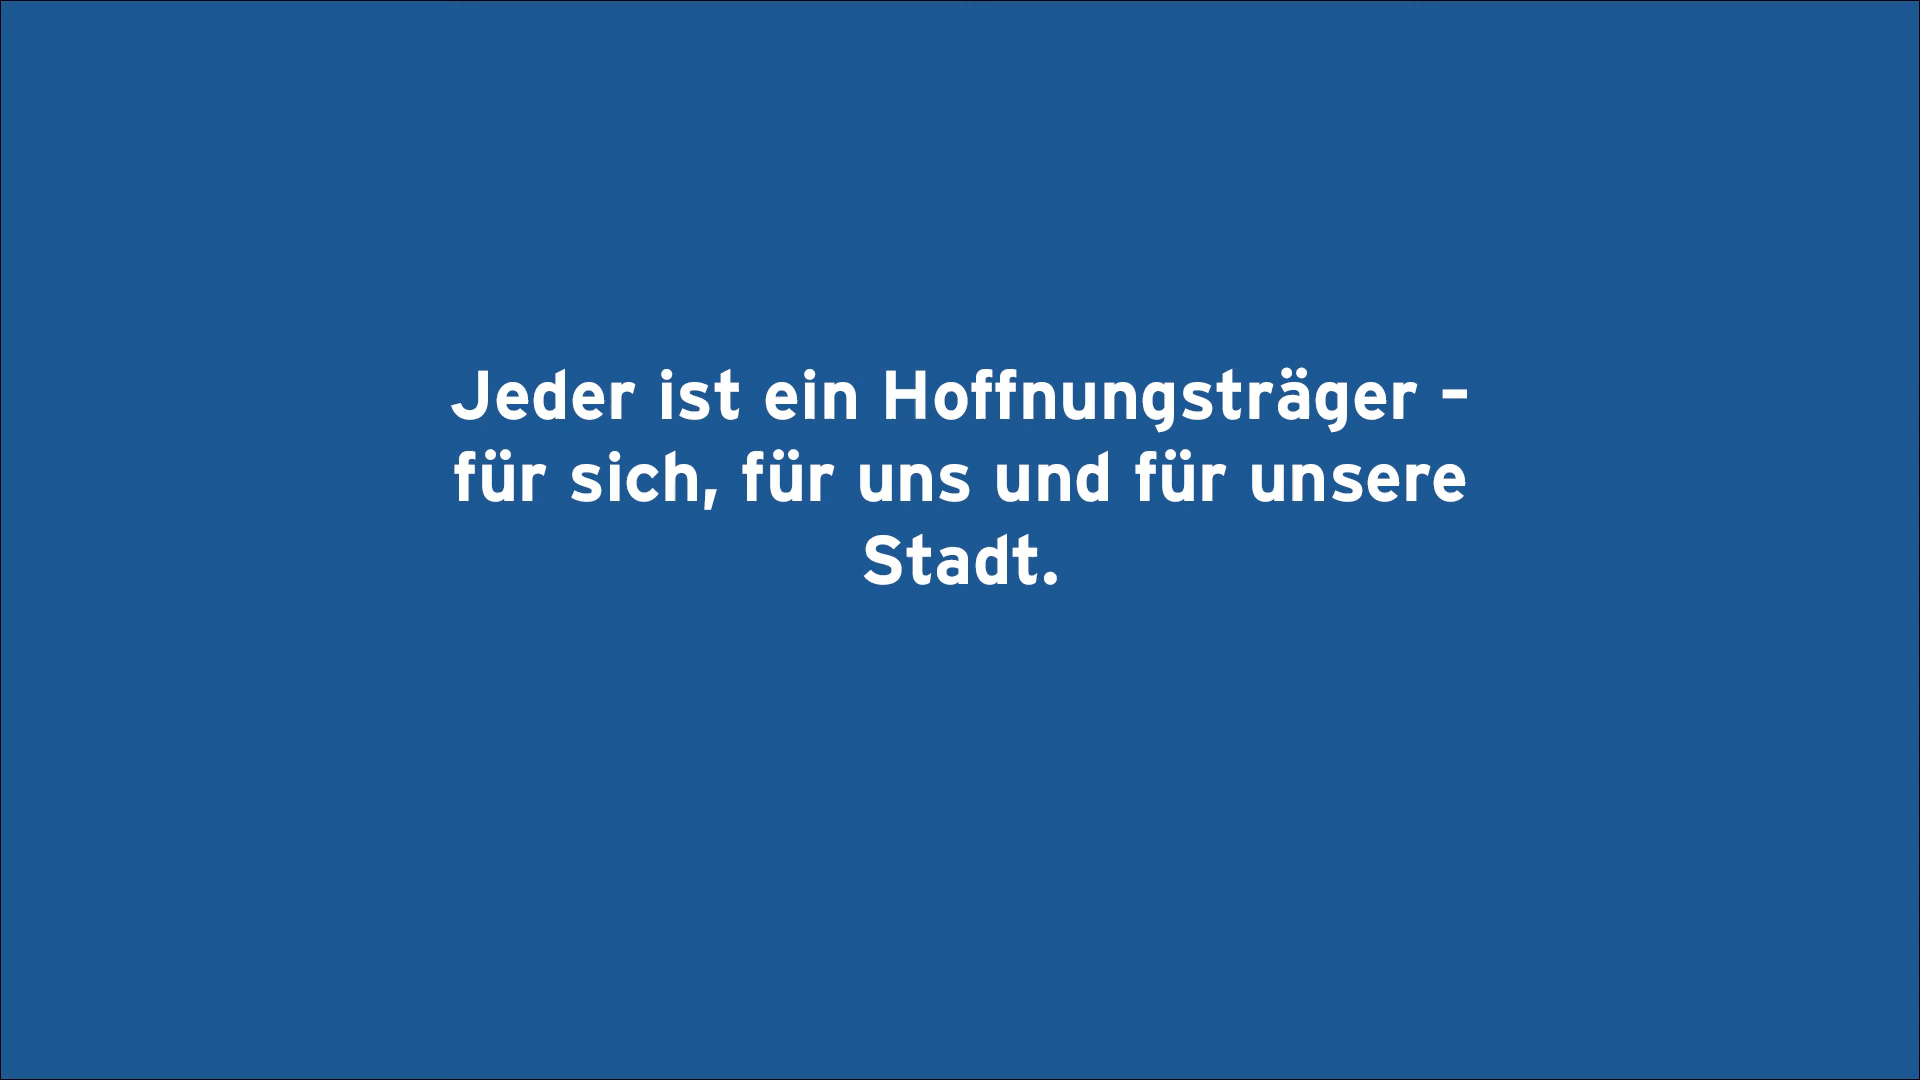 Jeder ist ein Hoffnungsträger –
für sich, für uns und für unsere
Stadt.